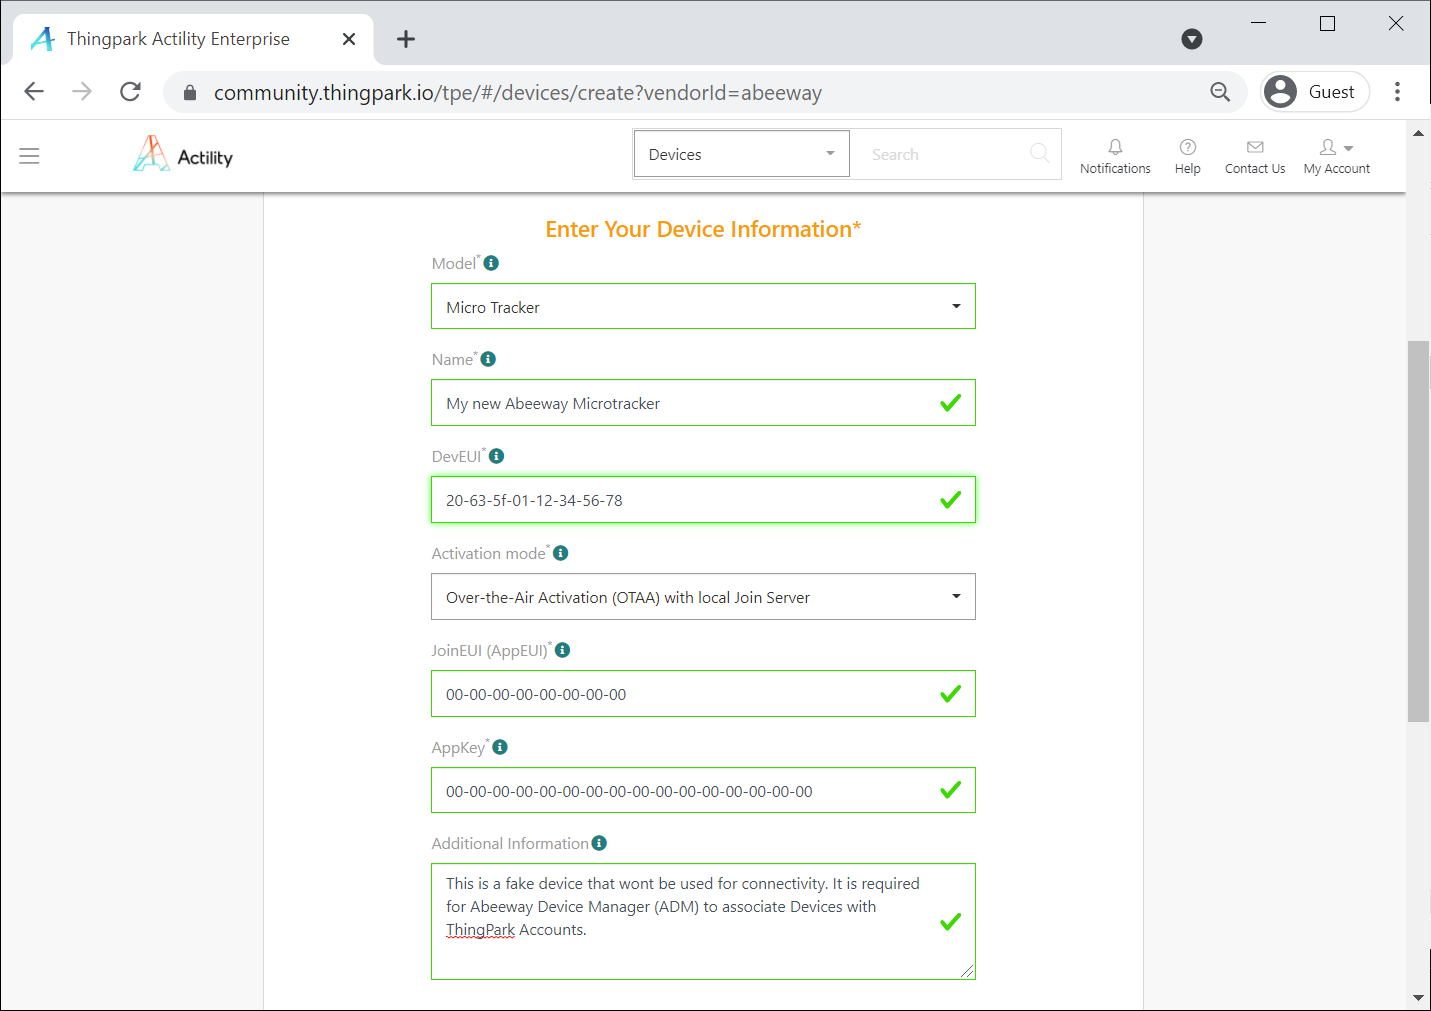 Thingpark Actility Enterprise
community.thingpark.io/tpe/#/devices/create?vendorId=abeeway
Guest
Actility
Devices
Search
Notifications
Help
Contact Us
My Account
Enter Your Device Information*
Model*
Micro Tracker
Name*
My new Abeeway Microtracker
DevEUI*
20-63-5f-01-12-34-56-78
Activation mode*
Over-the-Air Activation (OTAA) with local Join Server
JoinEUI (AppEUI)*
00-00-00-00-00-00-00-00
AppKey*
00-00-00-00-00-00-00-00-00-00-00-00-00-00-00-00
Additional Information
This is a fake device that wont be used for connectivity. It is required
for Abeeway Device Manager (ADM) to associate Devices with
ThingPark Accounts.